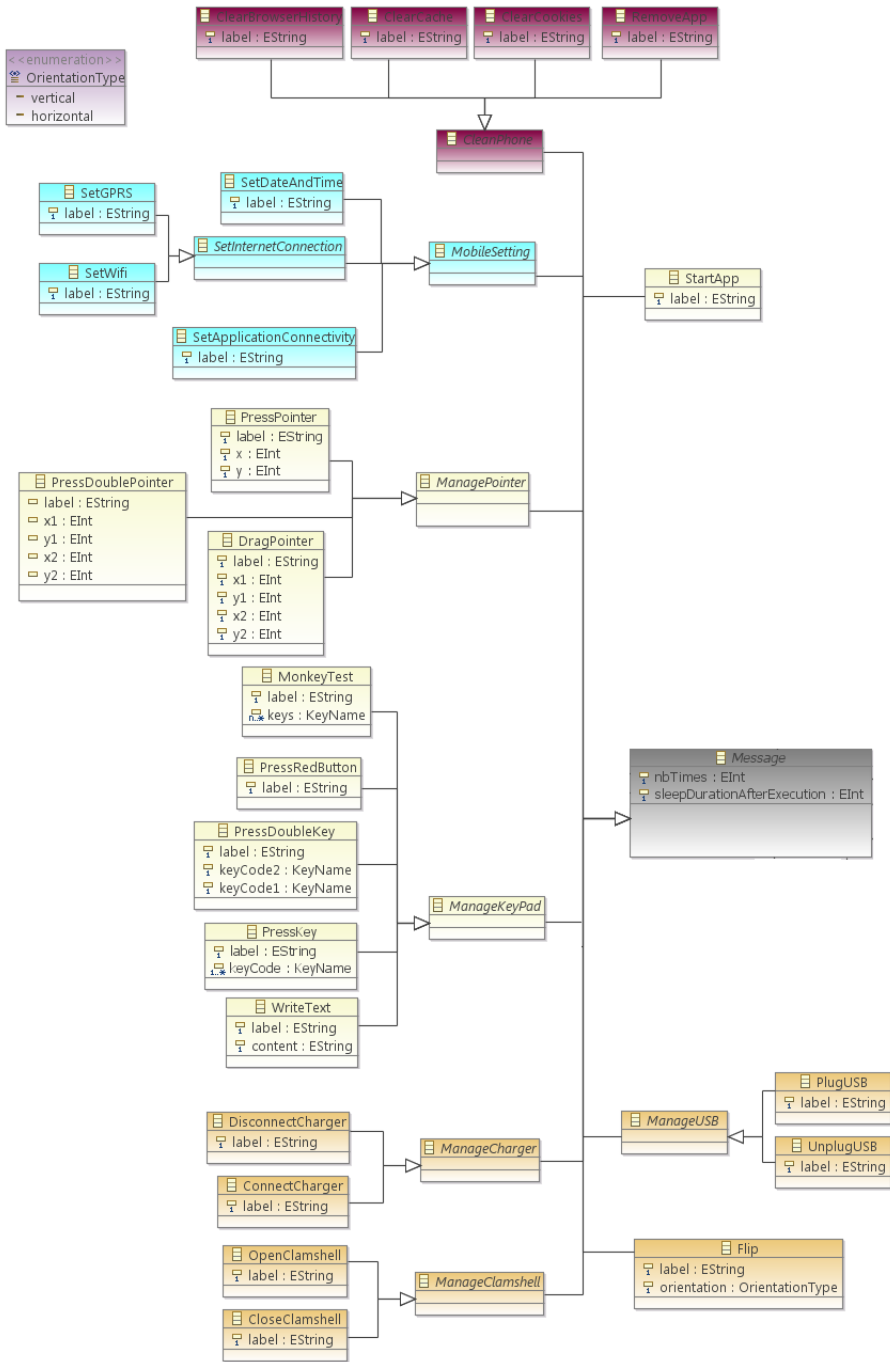 ClearBrowserHistory
label : EString
ClearCache
label : EString
ClearCookies
label : EString
RemoveApp
label : EString
<<enumeration>>
OrientationType
vertical
horizontal
CleanPhone
SetGPRS
label : EString
SetDateAndTime
label : EString
SetInternetConnection
MobileSetting
SetWifi
label : EString
StartApp
label : EString
SetApplicationConnectivity
label : EString
PressPointer
label : EString
x : EInt
y : EInt
ManagePointer
PressDoublePointer
label : EString
x1 : EInt
y1 : EInt
x2 : EInt
y2 : EInt
DragPointer
label : EString
x1 : EInt
y1 : EInt
x2 : EInt
y2 : EInt
MonkeyTest
label : EString
n..* keys : KeyName
PressRedButton
label : EString
Message
nbTimes : EInt
sleepDurationAfterExecution : EInt
PressDoubleKey
label : EString
keyCode2 : KeyName
keyCode1 : KeyName
ManageKeyPad
PressKey
label : EString
1..* keyCode : KeyName
WriteText
label : EString
content : EString
PlugUSB
label : EString
ManageUSB
UnplugUSB
label : EString
DisconnectCharger
label : EString
ManageCharger
ConnectCharger
label : EString
Flip
label : EString
orientation : OrientationType
OpenClamshell
label : EString
ManageClamshell
CloseClamshell
label : EString